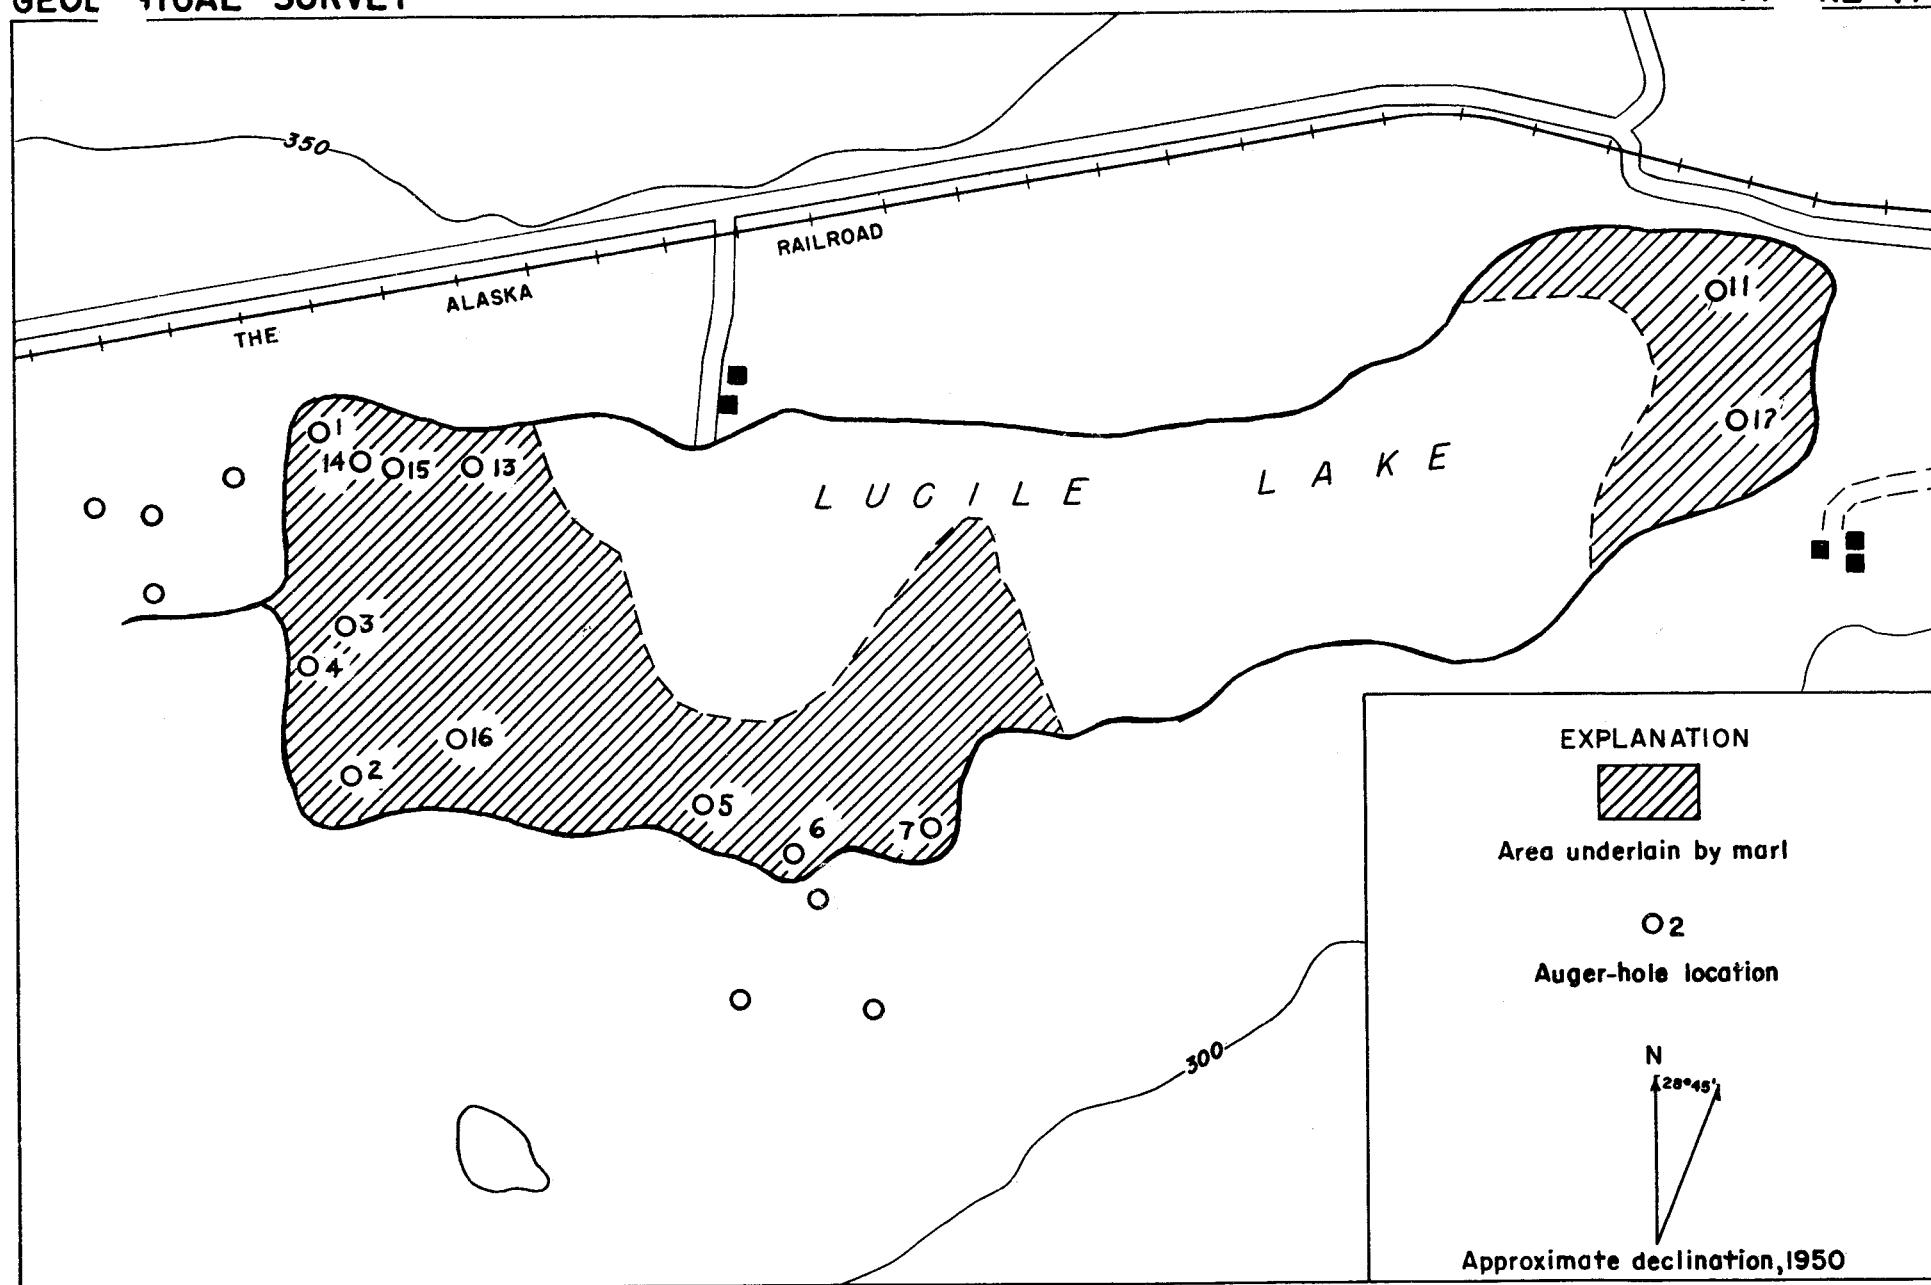 SURVEY
350
THE ALASKA RAILROAD
11
1
17
14
15
13
LUCILE LAKE
3
4
16
2
5
6
7
300
EXPLANATION
Area underlain by marl
2
Auger-hole location
N
28°45'
Approximate declination, 1950